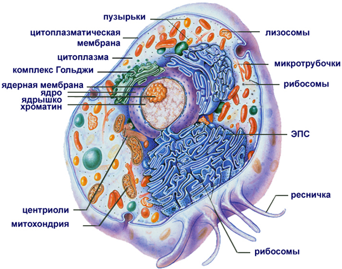 пузырьки
цитоплазматическая
мембрана
цитоплазма
комплекс Гольджи
ядерная мембрана
ядро
ядрышко
хроматин
центриоли
митохондрия
лизосомы
микротрубочки
рибосомы
ЭПС
ресничка
рибосомы